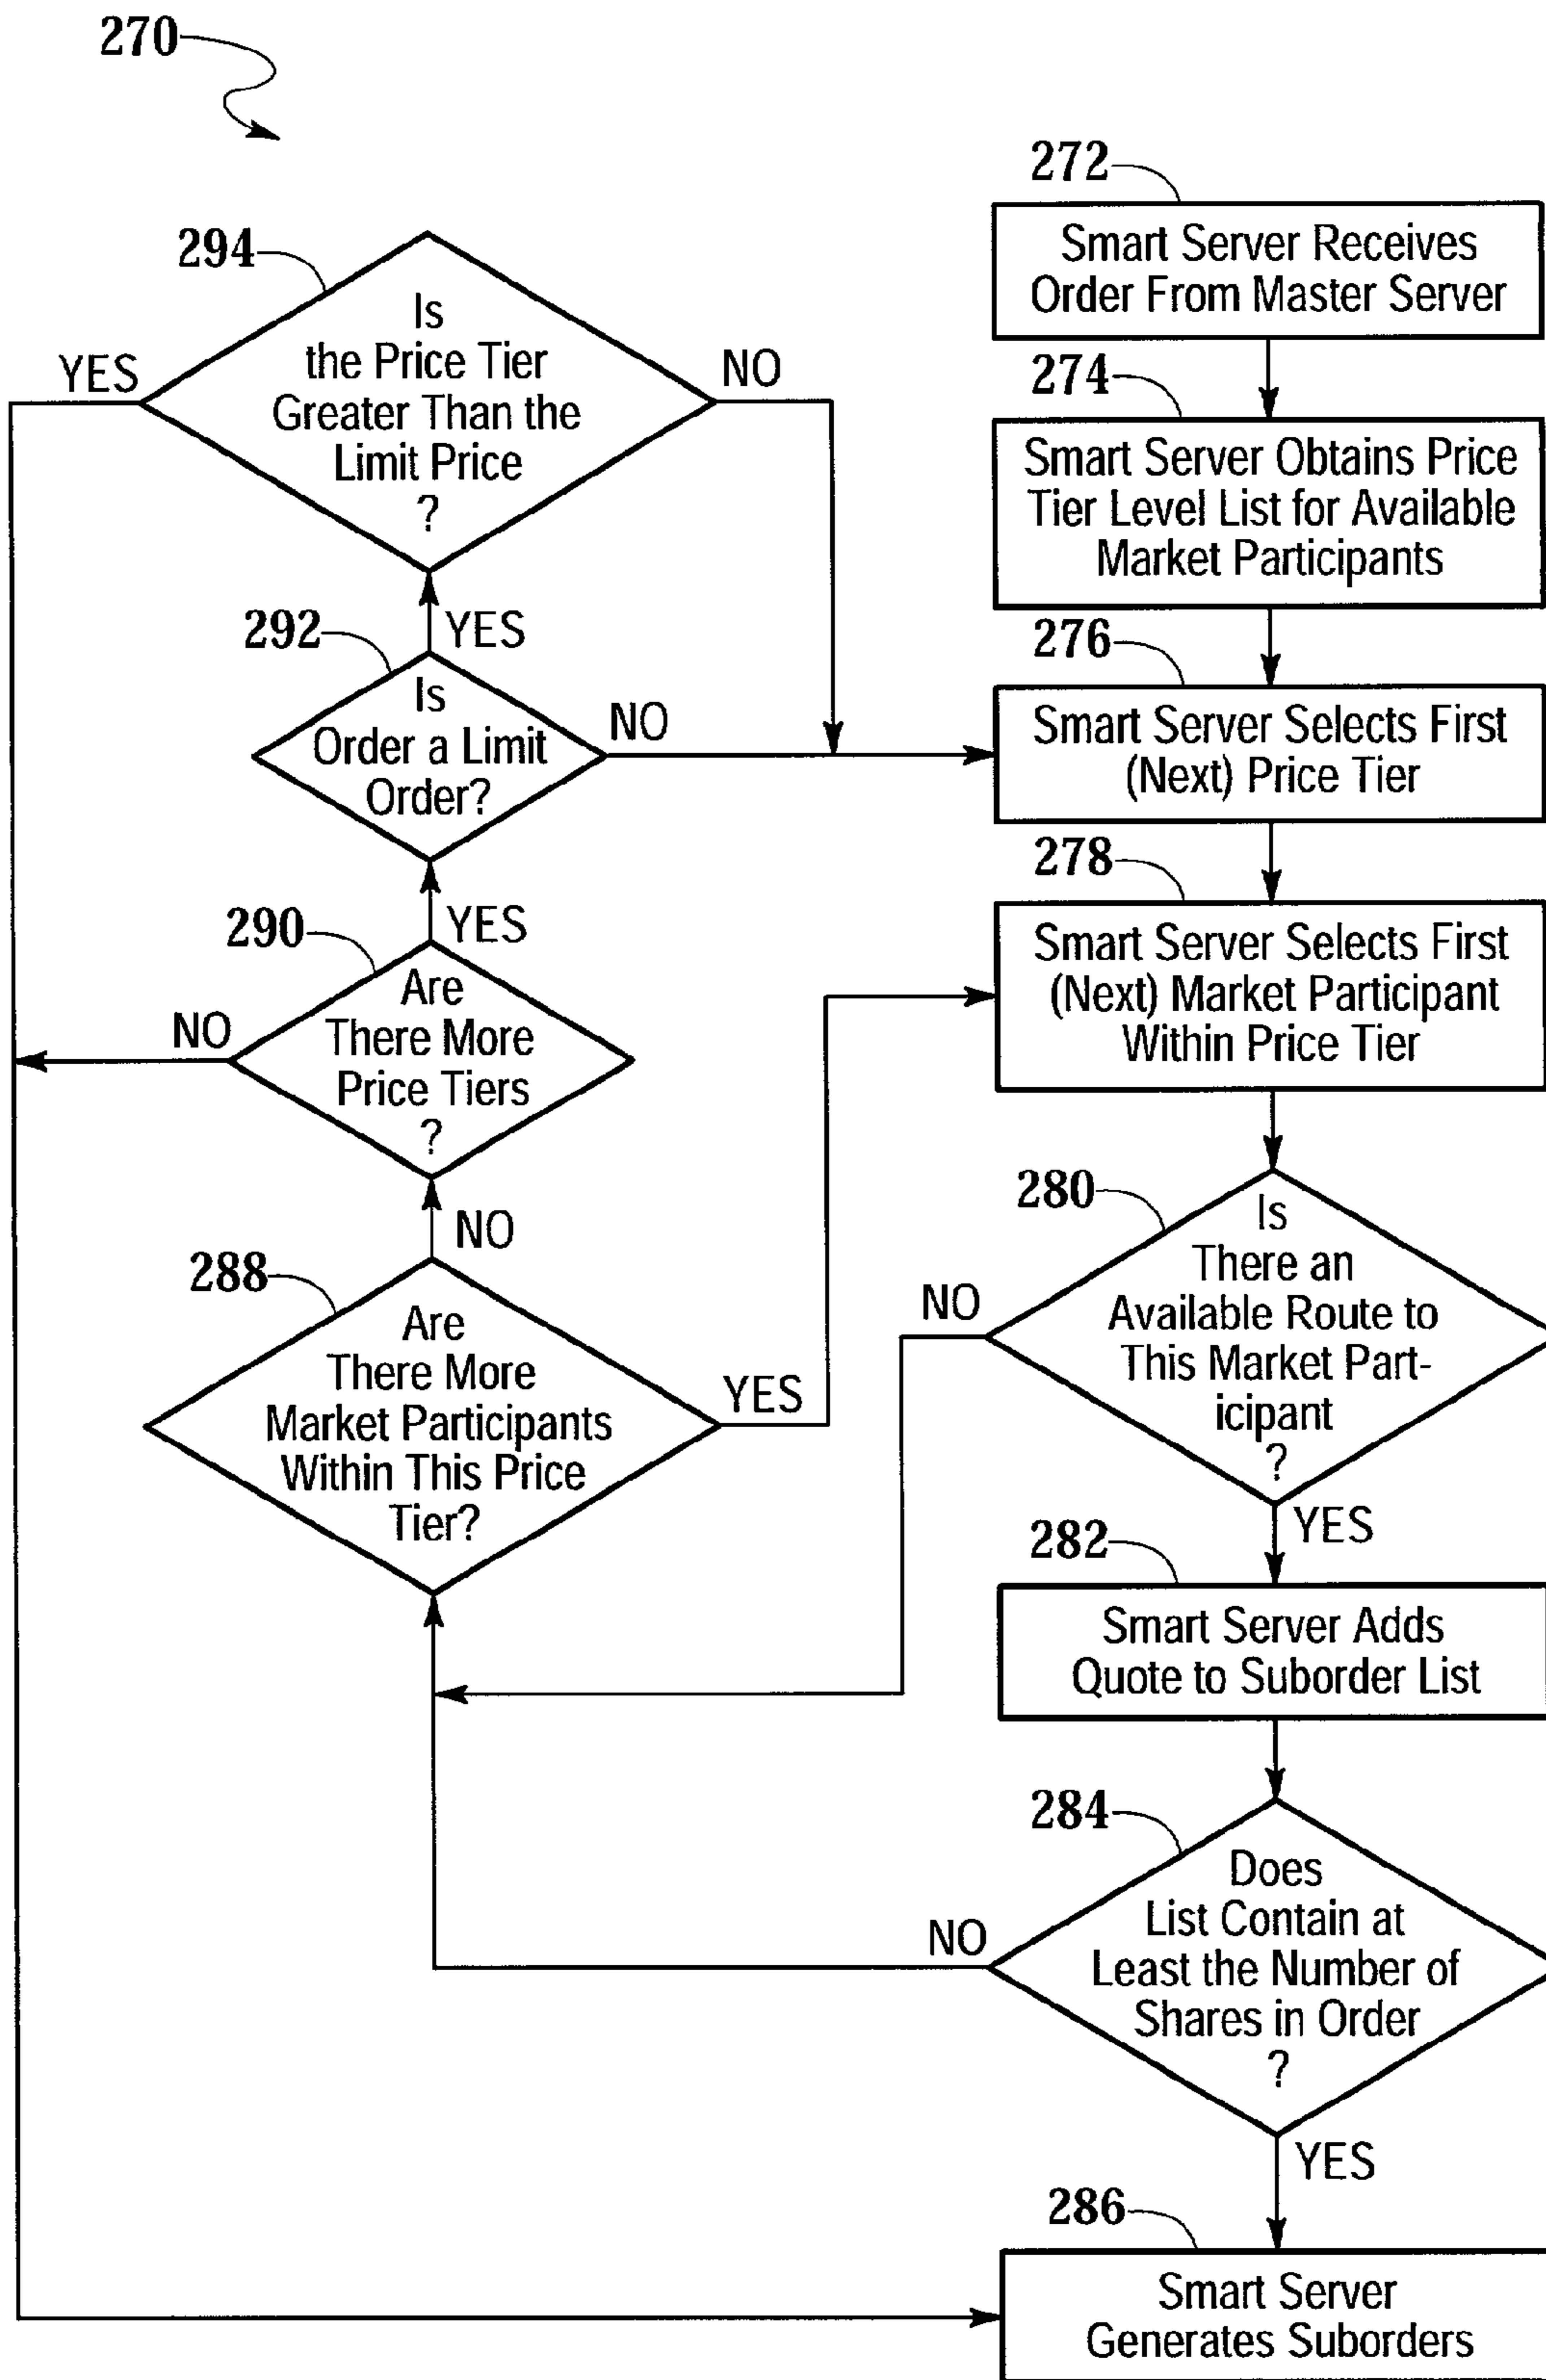 270
272
Smart Server Receives
Order From Master Server
274
Smart Server Obtains Price
Tier Level List for Available
Market Participants
276
Smart Server Selects First
(Next) Price Tier
278
Smart Server Selects First
(Next) Market Participant
Within Price Tier
280
Is
There an
Available Route to
This Market Part-
icipant
?
NO
YES
282
Smart Server Adds
Quote to Suborder List
284
Does
List Contain at
Least the Number of
Shares in Order
?
NO
YES
286
Smart Server
Generates Suborders
288
Are
There More
Market Participants
Within This Price
Tier?
YES
NO
290
Are
There More
Price Tiers
?
NO
YES
292
Is
Order a Limit
Order?
NO
YES
294
Is
the Price Tier
Greater Than the
Limit Price
?
YES
NO